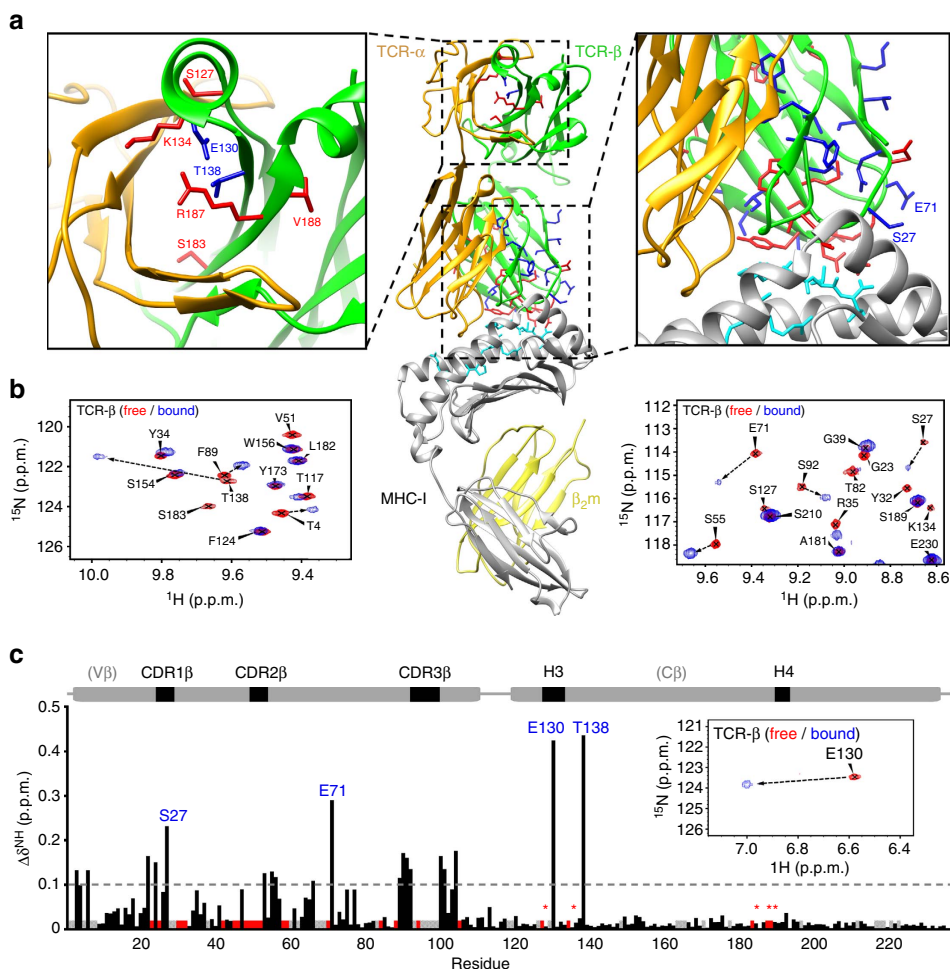 a
TCR-α
TCR-β
S127
K134
E130
T138
R187
V188
S183
E71
S27
MHC-I
β2m
b
TCR-β (free / bound)
V51
Y34
F89
W156
L182
Y173
T117
S154
T138
S183
T4
F124
120
122
124
126
15N (p.p.m.)
10.0
9.8
9.6
9.4
1H (p.p.m.)
TCR-β (free / bound)
S27
E71
G39
S92
G23
T82
Y32
S127
R35
S189
K134
S55
S210
A181
E230
112
113
114
115
116
117
118
15N (p.p.m.)
9.6
9.4
9.2
9.0
8.8
8.6
1H (p.p.m.)
c
(Vβ)
CDR1β
CDR2β
CDR3β
H3
(Cβ)
H4
0.5
0.4
0.3
0.2
0.1
0
ΔδNH (p.p.m.)
S27
E71
E130
T138
*
*
*
**
TCR-β (free / bound)
E130
121
122
123
124
125
126
15N (p.p.m.)
7.0
6.8
6.6
6.4
1H (p.p.m.)
20
40
60
80
100
120
140
160
180
200
220
Residue